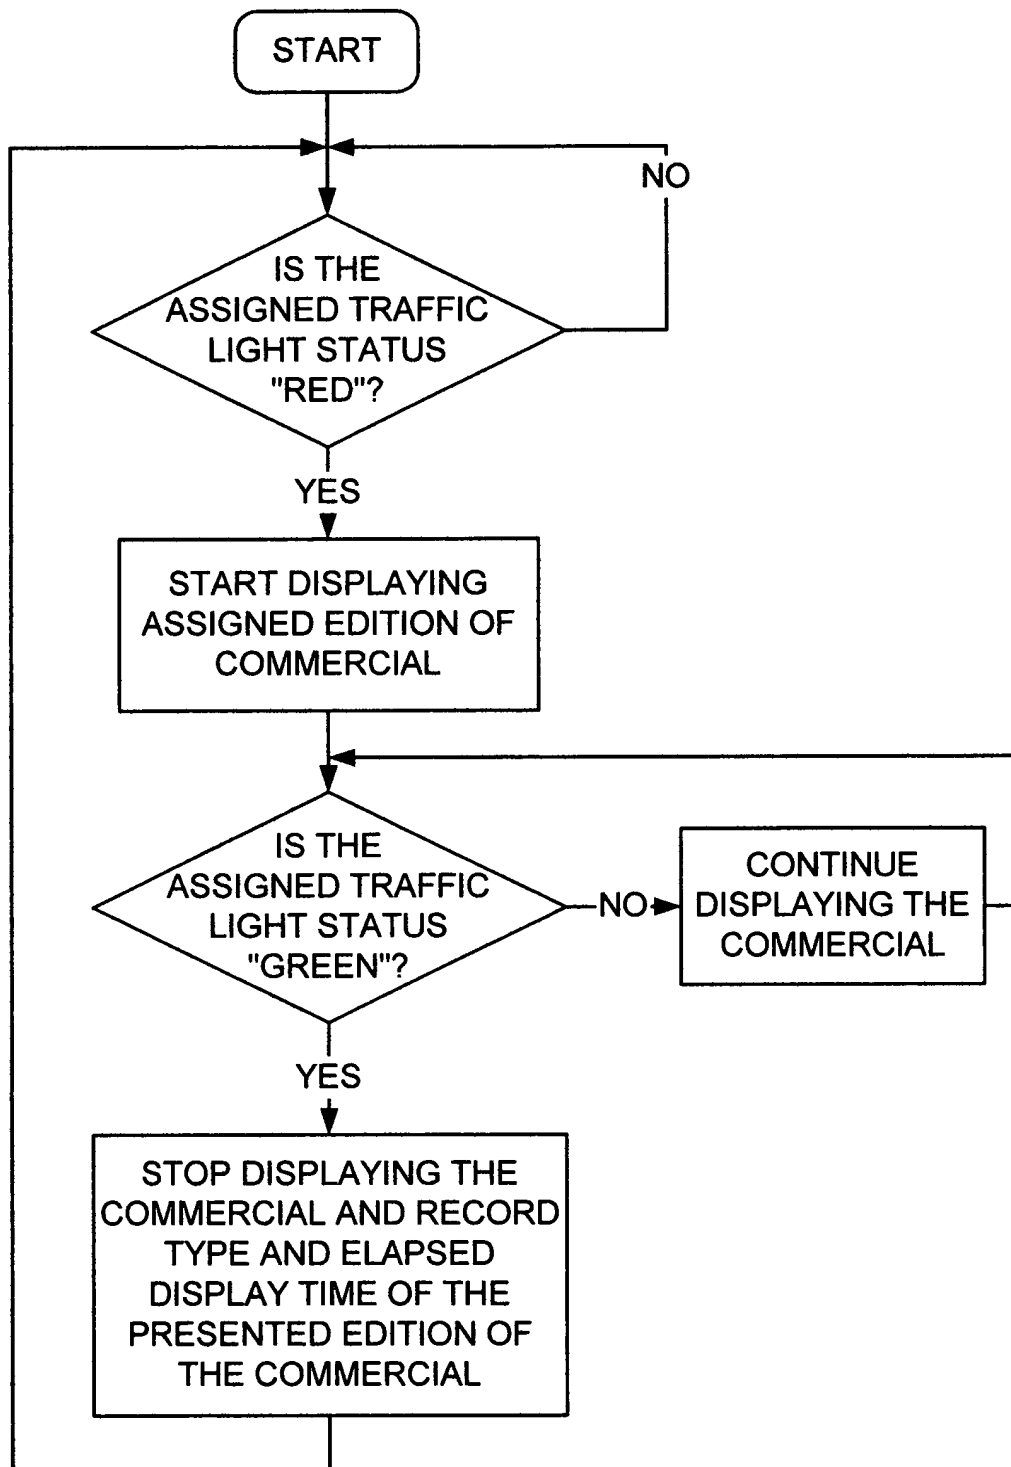 START
NO
IS THE
ASSIGNED TRAFFIC
LIGHT STATUS
"RED"?
YES
START DISPLAYING
ASSIGNED EDITION OF
COMMERCIAL
IS THE
ASSIGNED TRAFFIC
LIGHT STATUS
"GREEN"?
NO
CONTINUE
DISPLAYING THE
COMMERCIAL
YES
STOP DISPLAYING THE
COMMERCIAL AND RECORD
TYPE AND ELAPSED
DISPLAY TIME OF THE
PRESENTED EDITION OF
THE COMMERCIAL